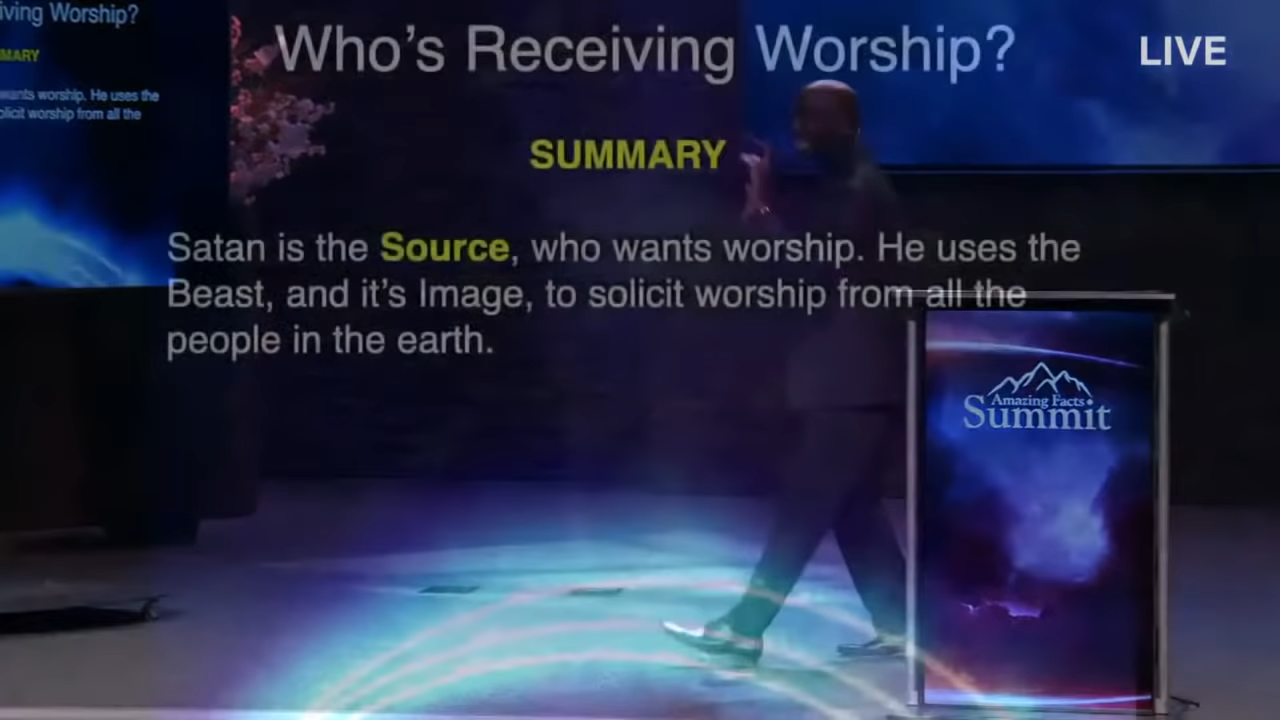 iving Worship?
MARY
wants worship. He uses the
olicit worship from all the
Who's Receiving Worship?
LIVE
SUMMARY
Satan is the Source, who wants worship. He uses the
Beast, and it's Image, to solicit worship from all the
people in the earth.
Amazing Facts
Summit